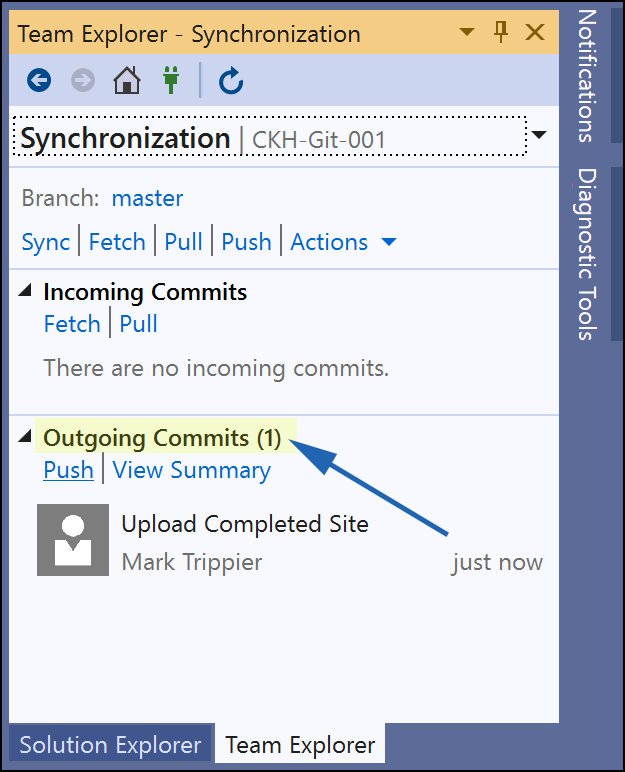 Team Explorer - Synchronization
Synchronization | CKH-Git-001
Branch: master
Sync | Fetch | Pull | Push | Actions
Incoming Commits
Fetch | Pull
There are no incoming commits.
Outgoing Commits (1)
Push | View Summary
Upload Completed Site
Mark Trippier just now
Solution Explorer Team Explorer
Notifications
Diagnostic Tools